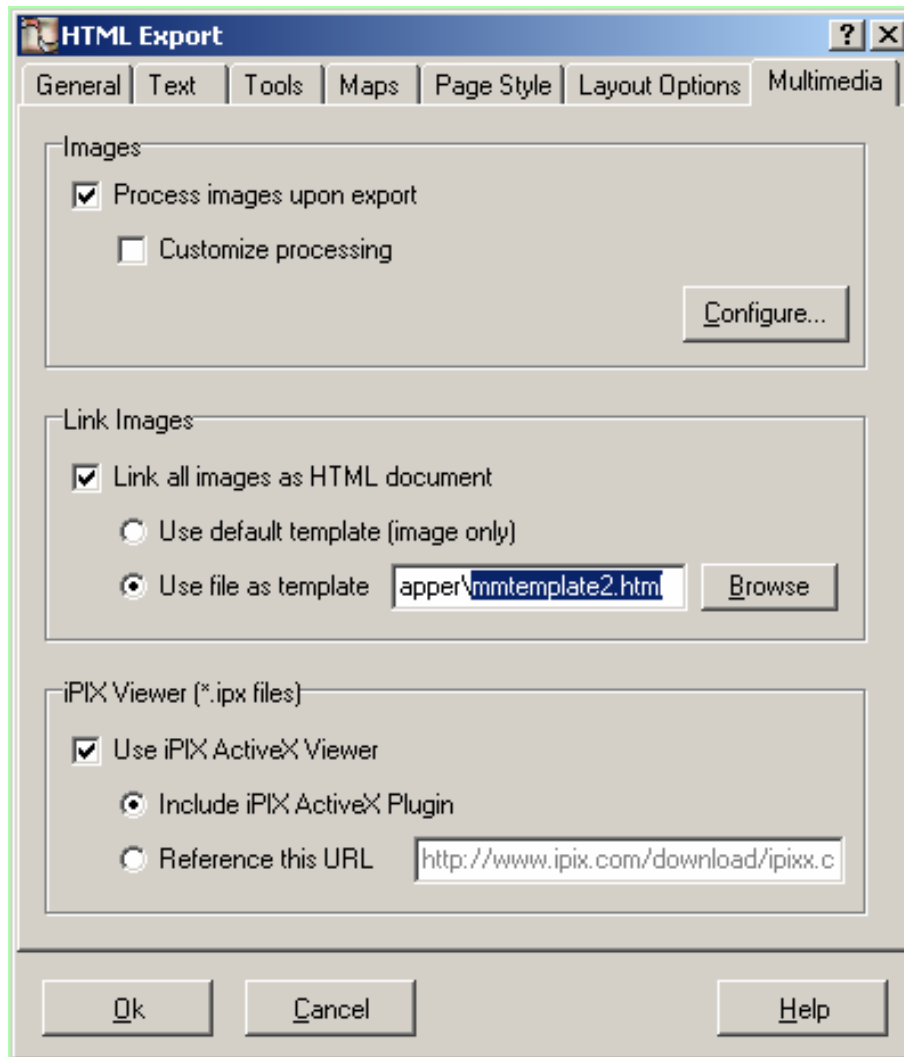 HTML Export
General Text Tools Maps Page Style Layout Options Multimedia
Images
Process images upon export
Customize processing
Configure...
Link Images
Link all images as HTML document
Use default template (image only)
Use file as template apper\mmtemplate2.html Browse
iPIX Viewer (*.ipx files)
Use iPIX ActiveX Viewer
Include iPIX ActiveX Plugin
Reference this URL http://www.ipix.com/download/ipixx.c
Ok Cancel Help